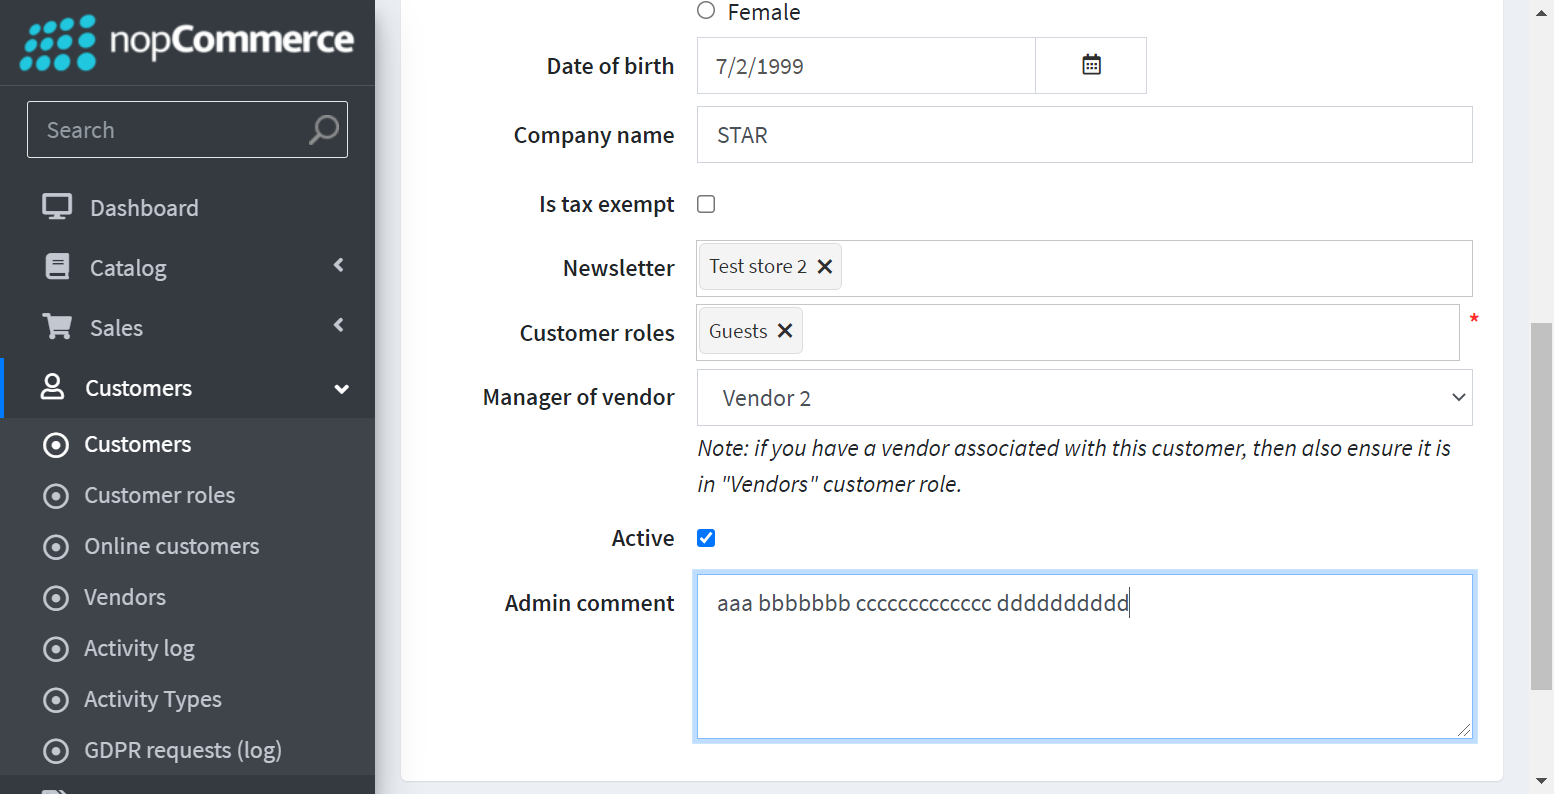 nopCommerce
Search
Dashboard
Catalog
Sales
Customers
Customers
Customer roles
Online customers
Vendors
Activity log
Activity Types
GDPR requests (log)
Female
Date of birth 7/2/1999
Company name STAR
Is tax exempt
Newsletter Test store 2
Customer roles Guests *
Manager of vendor Vendor 2
Note: if you have a vendor associated with this customer, then also ensure it is
in "Vendors" customer role.
Active
Admin comment aaa bbbbbbb ccccccccccccc dddddddddd